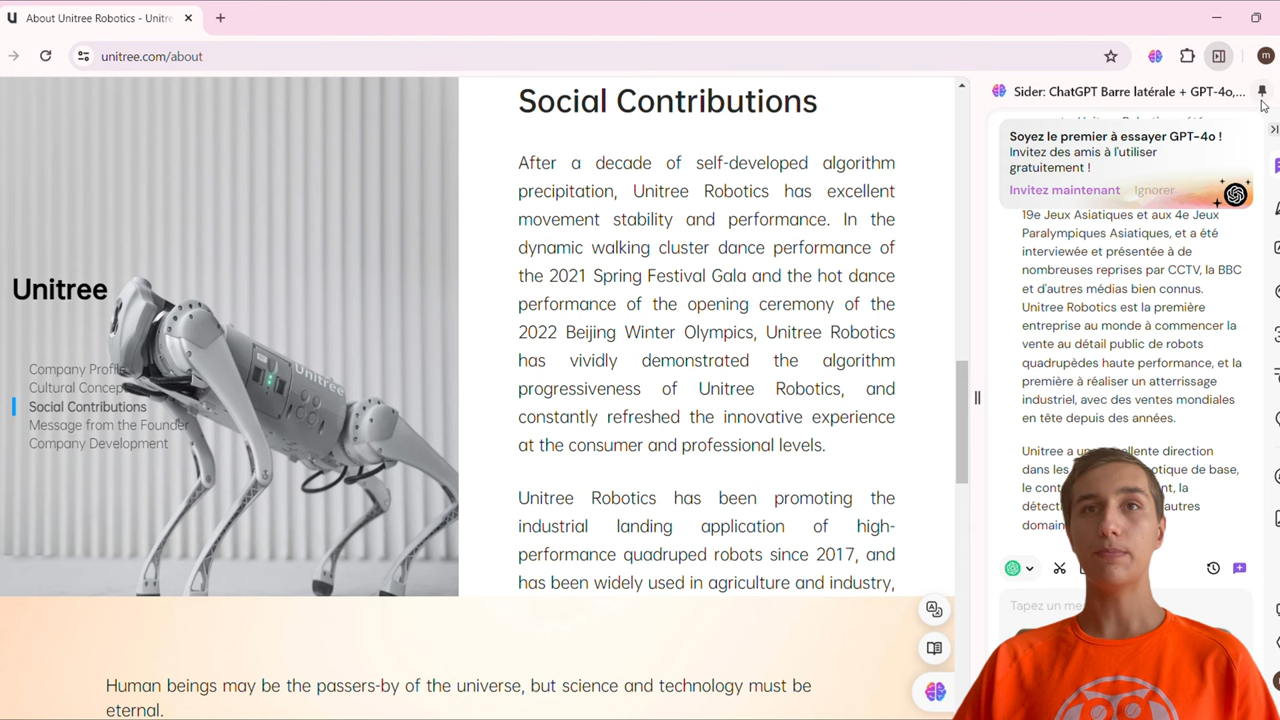 About Unitree Robotics - Unitre
unitree.com/about
m
Unitree
Company Profile
Cultural Concep
Social Contributions
Message from the Founder
Company Development
Unitree
Social Contributions
After a decade of self-developed algorithm
precipitation, Unitree Robotics has excellent
movement stability and performance. In the
dynamic walking cluster dance performance of
the 2021 Spring Festival Gala and the hot dance
performance of the opening ceremony of the
2022 Beijing Winter Olympics, Unitree Robotics
has vividly demonstrated the algorithm
progressiveness of Unitree Robotics, and
constantly refreshed the innovative experience
at the consumer and professional levels.
Unitree Robotics has been promoting the
industrial landing application of high-
performance quadruped robots since 2017, and
has been widely used in agriculture and industry,
Human beings may be the passers-by of the universe, but science and technology must be
eternal.
Sider: ChatGPT Barre latérale + GPT-4o,...
Soyez le premier à essayer GPT-4o !
Invitez des amis à l'utiliser
gratuitement !
Invitez maintenant Ignorer
19e Jeux Asiatiques et aux 4e Jeux
Paralympiques Asiatiques, et a été
interviewée et présentée à de
nombreuses reprises par CCTV, la BBC
et d'autres médias bien connus.
Unitree Robotics est la première
entreprise au monde à commencer la
vente au détail public de robots
quadrupèdes haute performance, et la
première à réaliser un atterrissage
industriel, avec des ventes mondiales
en tête depuis des années.
Unitree a une excellente direction
dans les botique de base,
le cont nt, la
détect autres
domain
Tapez un me